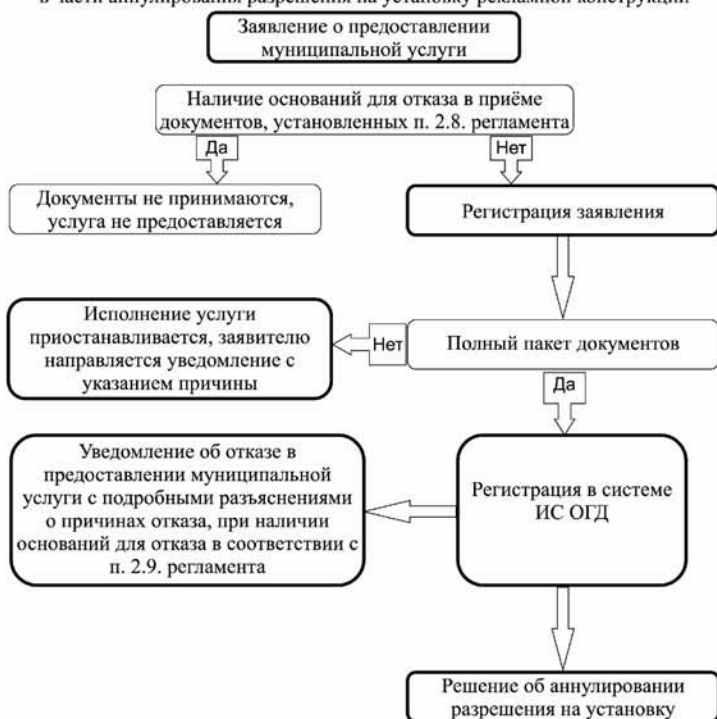 в части аннулирования разрешения на установку рекламной конструкции
Заявление о предоставлении
муниципальной услуги
Наличие оснований для отказа в приёме
документов, установленных п. 2.8. регламента
Да
Нет
Документы не принимаются,
услуга не предоставляется
Регистрация заявления
Исполнение услуги
приостанавливается, заявителю
направляется уведомление с
указанием причины
Нет
Полный пакет документов
Да
Уведомление об отказе в
предоставлении муниципальной
услуги с подробными разъяснениями
о причинах отказа, при наличии
оснований для отказа в соответствии с
п. 2.9. регламента
Регистрация в системе
ИС ОГД
Решение об аннулировании
разрешения на установку